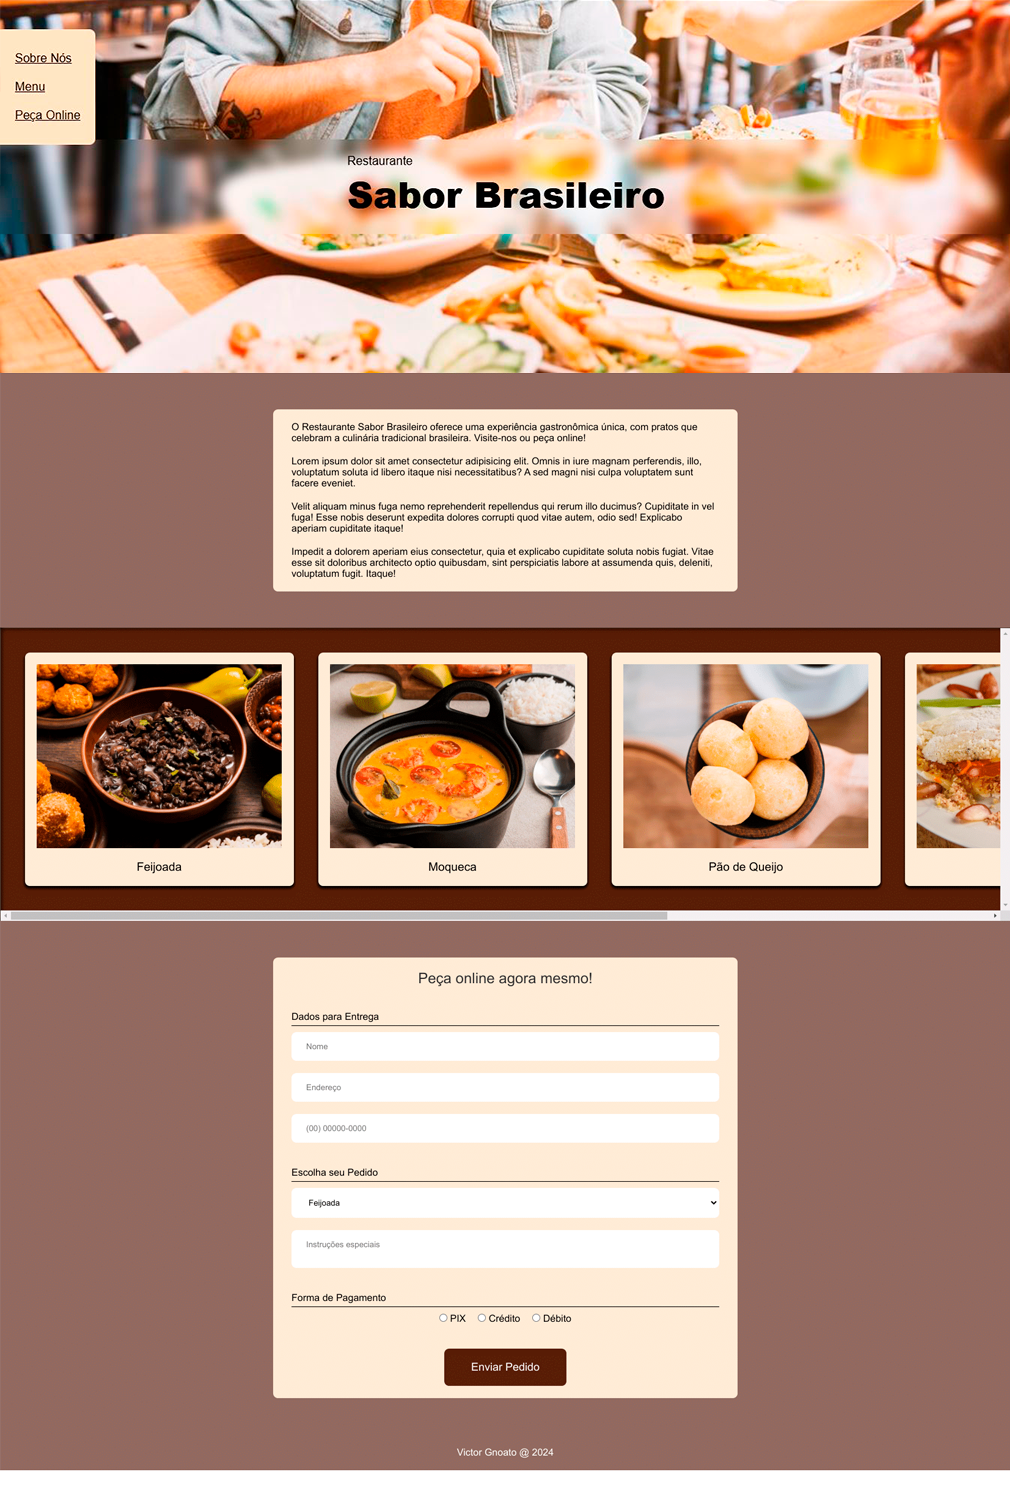 Sobre Nós
Menu
Peça Online
Restaurante
Sabor Brasileiro
O Restaurante Sabor Brasileiro oferece uma experiência gastronômica única, com pratos que
celebram a culinária tradicional brasileira. Visite-nos ou peça online!
Lorem ipsum dolor sit amet consectetur adipisicing elit. Omnis in iure magnam perferendis, illo,
voluptatum soluta id libero itaque nisi necessitatibus? A sed magni nisi culpa voluptatem sunt
facere eveniet.
Velit aliquam minus fuga nemo reprehenderit repellendus qui rerum illo ducimus? Cupiditate in vel
fuga! Esse nobis deserunt expedita dolores corrupti quod vitae autem, odio sed! Explicabo
aperiam cupiditate itaque!
Impedit a dolorem aperiam eius consectetur, quia et explicabo cupiditate soluta nobis fugiat. Vitae
esse sit doloribus architecto optio quibusdam, sint perspiciatis labore at assumenda quis, deleniti,
voluptatum fugit. Itaque!
Feijoada
Moqueca
Pão de Queijo
Peça online agora mesmo!
Dados para Entrega
Nome
Endereço
(00) 00000-0000
Escolha seu Pedido
Feijoada
Instruções especiais
Forma de Pagamento
PIX Crédito Débito
Enviar Pedido
Victor Gnoato @ 2024